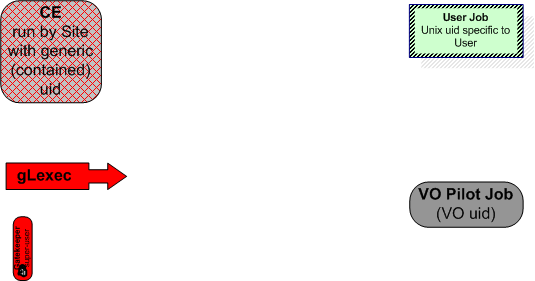 CE
run by Site
with generic
(contained)
uid
User Job
Unix uid specific to
User
gLexec
VO Pilot Job
(VO uid)
Gatekeeper